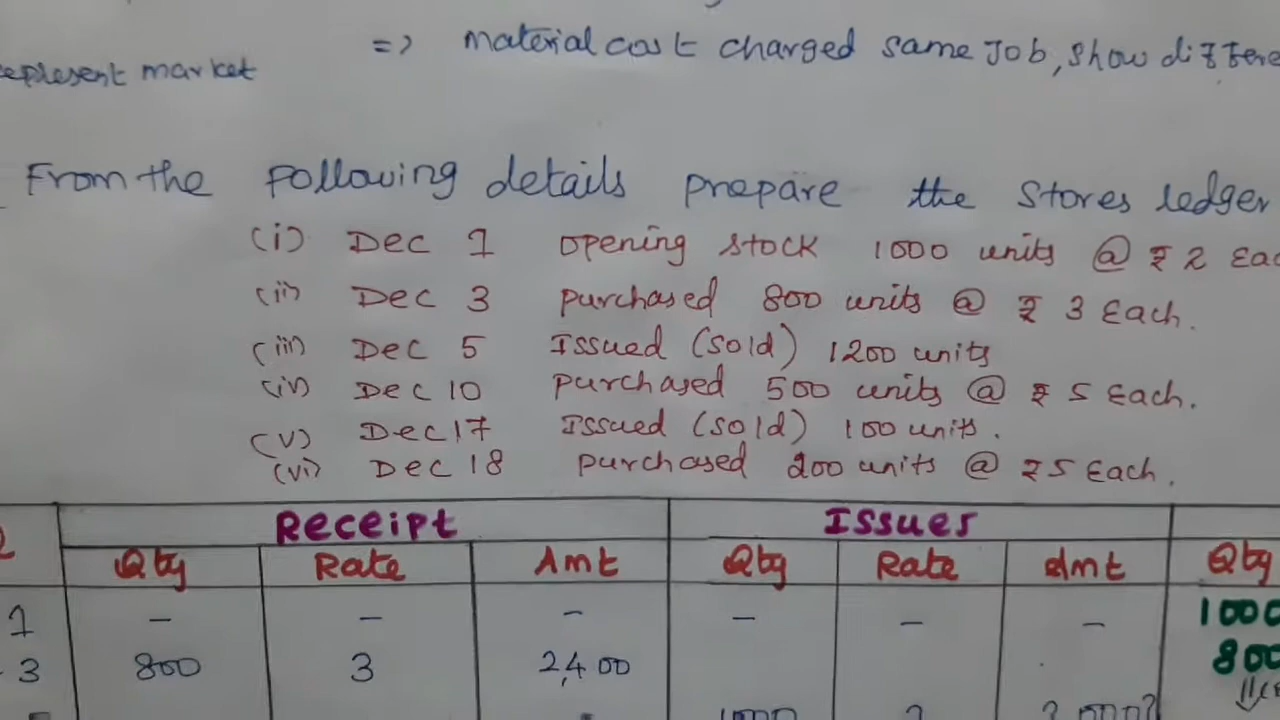 => material cost charged same Job, show differe
represent market
From the following details prepare the stores ledger
(i) Dec 1 opening stock 1000 units @ ₹ 2 Eac
(ii) Dec 3 purchased 800 units @ ₹ 3 Each.
(iii) Dec 5 Issued (sold) 1200 units
(iv) Dec 10 purchased 500 units @ ₹ 5 Each.
(v) Dec 17 Issued (sold) 100 units.
(vi) Dec 18 purchased 200 units @ ₹5 Each.
Receipt Issues
Qty Rate Amt Qty Rate Amt Qty
1 - - - - - - 1000
3 800 3 2,400 800
1000 2